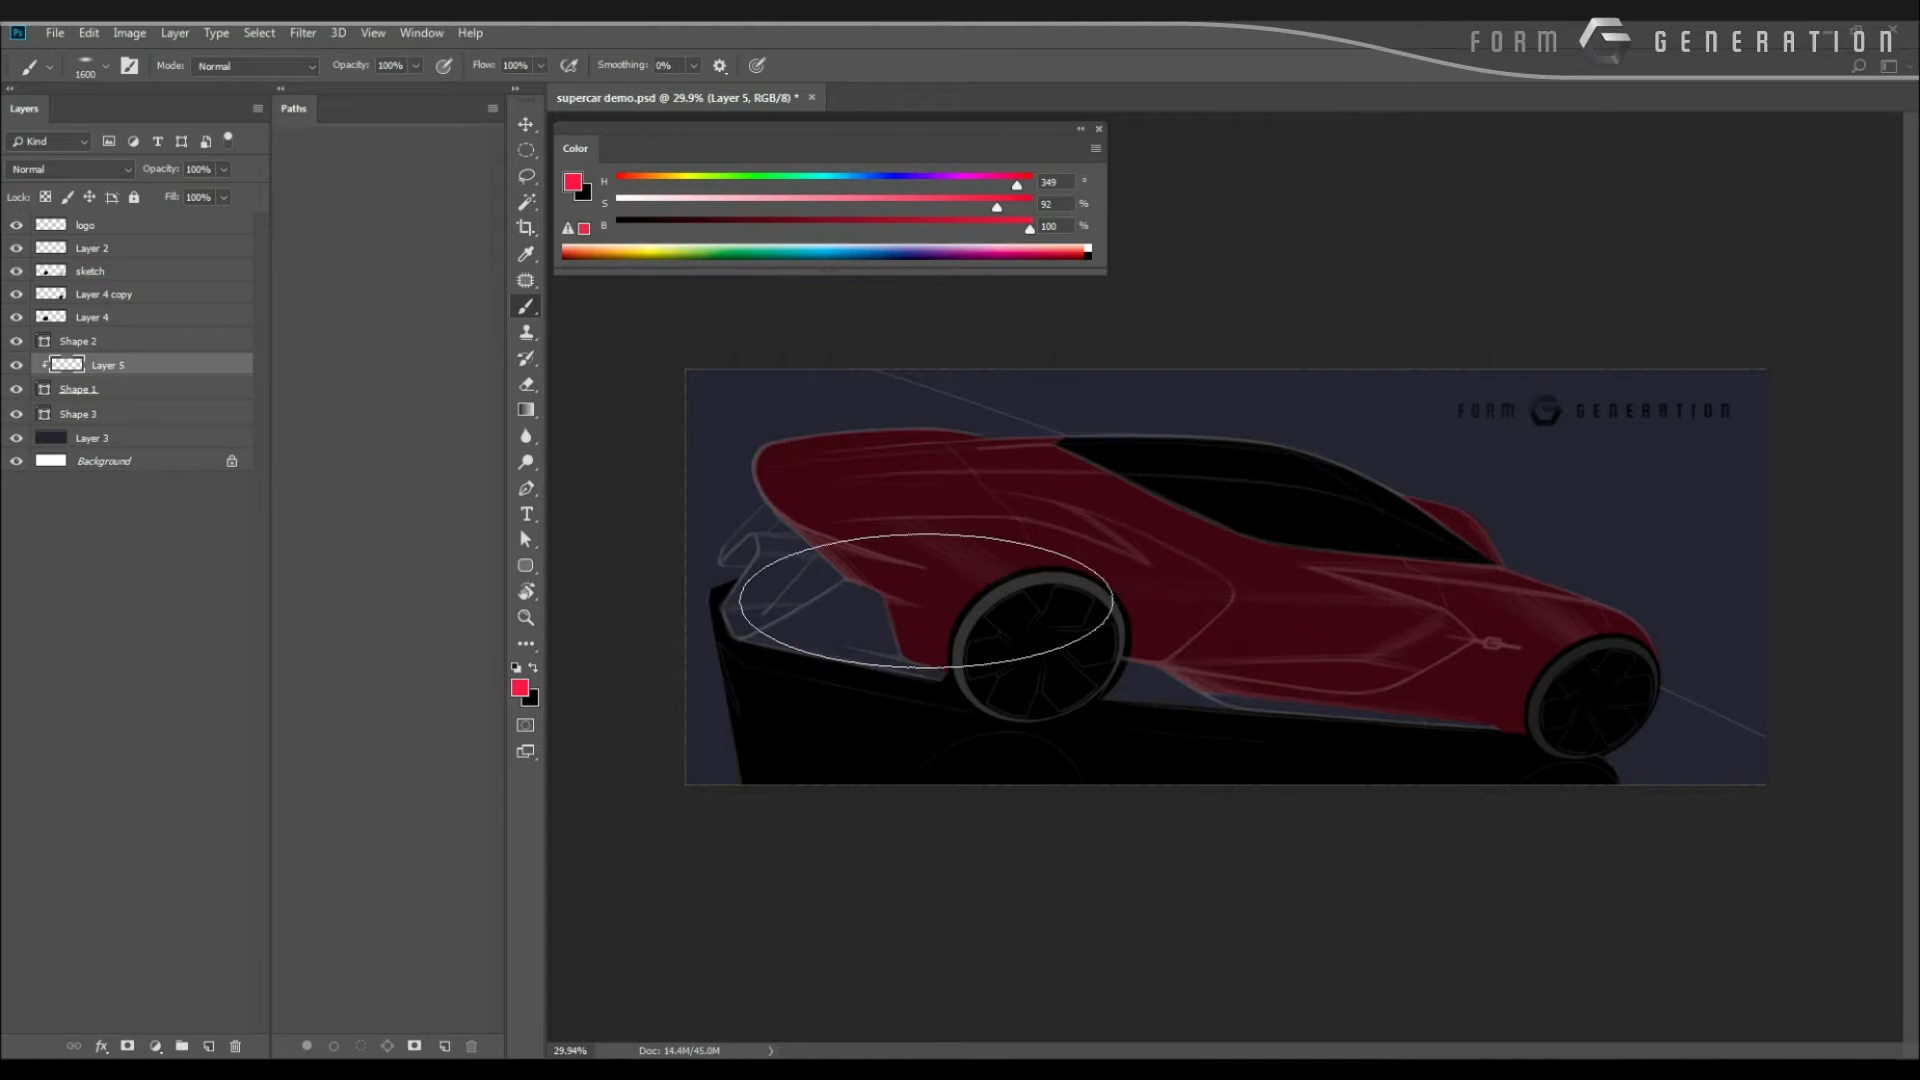 Ps File Edit Image Layer Type Select Filter 3D View Window Help
FORM GENERATION
1600 Mode: Normal Opacity: 100% Flow: 100% Smoothing: 0%
Layers
Paths
supercar demo.psd @ 29.9% (Layer 5, RGB/8) * ×
Kind
Normal Opacity: 100%
Lock: Fill: 100%
Color
H 349 °
S 92 %
B 100 %
logo
Layer 2
sketch
Layer 4 copy
Layer 4
Shape 2
Layer 5
Shape 1
Shape 3
Layer 3
Background
FORM GENERATION
29.94% Doc: 14.4M/45.0M